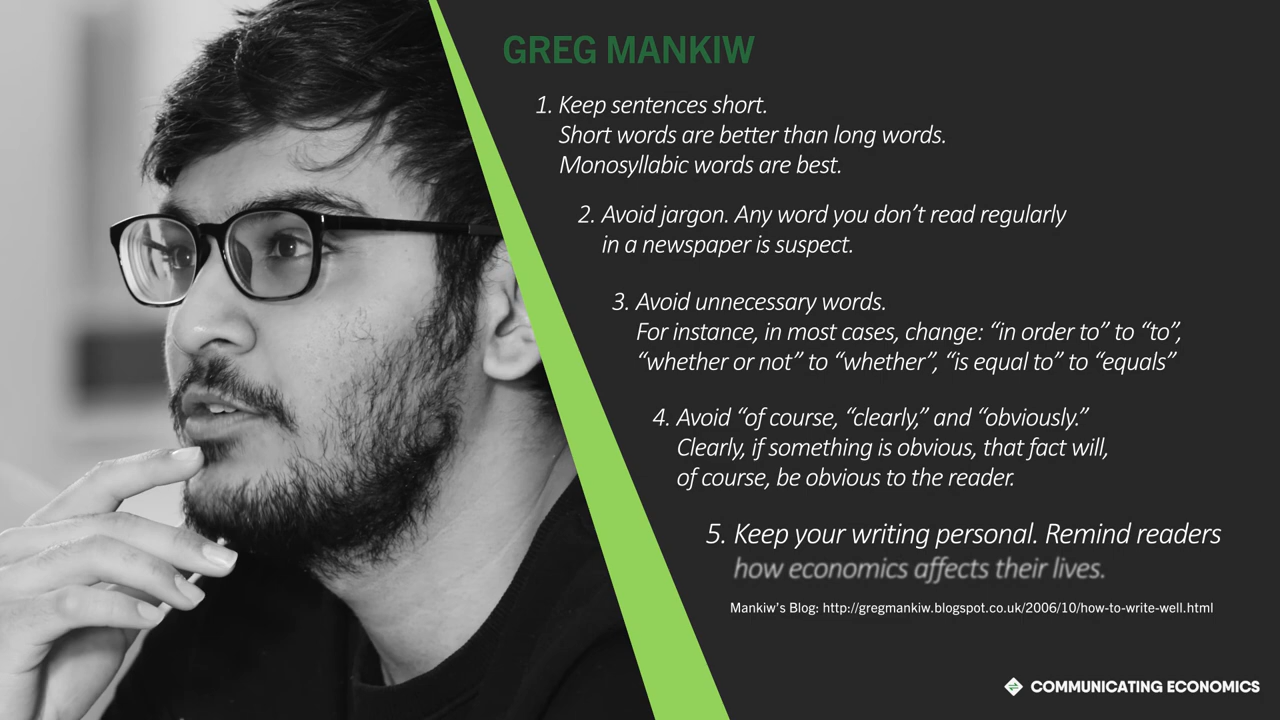 GREG MANKIW
1. Keep sentences short.
Short words are better than long words.
Monosyllabic words are best.
2. Avoid jargon. Any word you don’t read regularly
in a newspaper is suspect.
3. Avoid unnecessary words.
For instance, in most cases, change: “in order to” to “to”,
“whether or not” to “whether”, “is equal to” to “equals”
4. Avoid “of course, “clearly,” and “obviously.”
Clearly, if something is obvious, that fact will,
of course, be obvious to the reader.
5. Keep your writing personal. Remind readers
how economics affects their lives.
Mankiw’s Blog: http://gregmankiw.blogspot.co.uk/2006/10/how-to-write-well.html
COMMUNICATING ECONOMICS